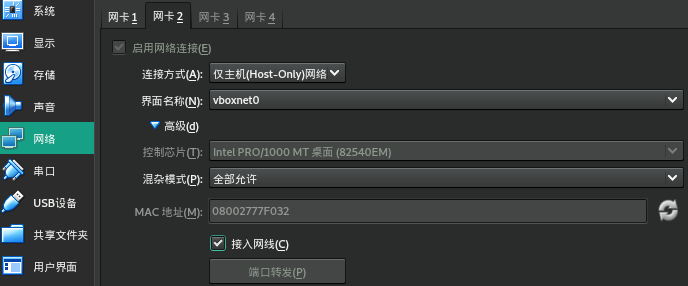 系统
显示
存储
声音
网络
串口
USB设备
共享文件夹
用户界面
网卡 1 网卡 2 网卡 3 网卡 4
启用网络连接(E)
连接方式(A): 仅主机(Host-Only)网络
界面名称(N): vboxnet0
高级(d)
控制芯片(T): Intel PRO/1000 MT 桌面 (82540EM)
混杂模式(P): 全部允许
MAC 地址(M): 08002777F032
接入网线(C)
端口转发(P)